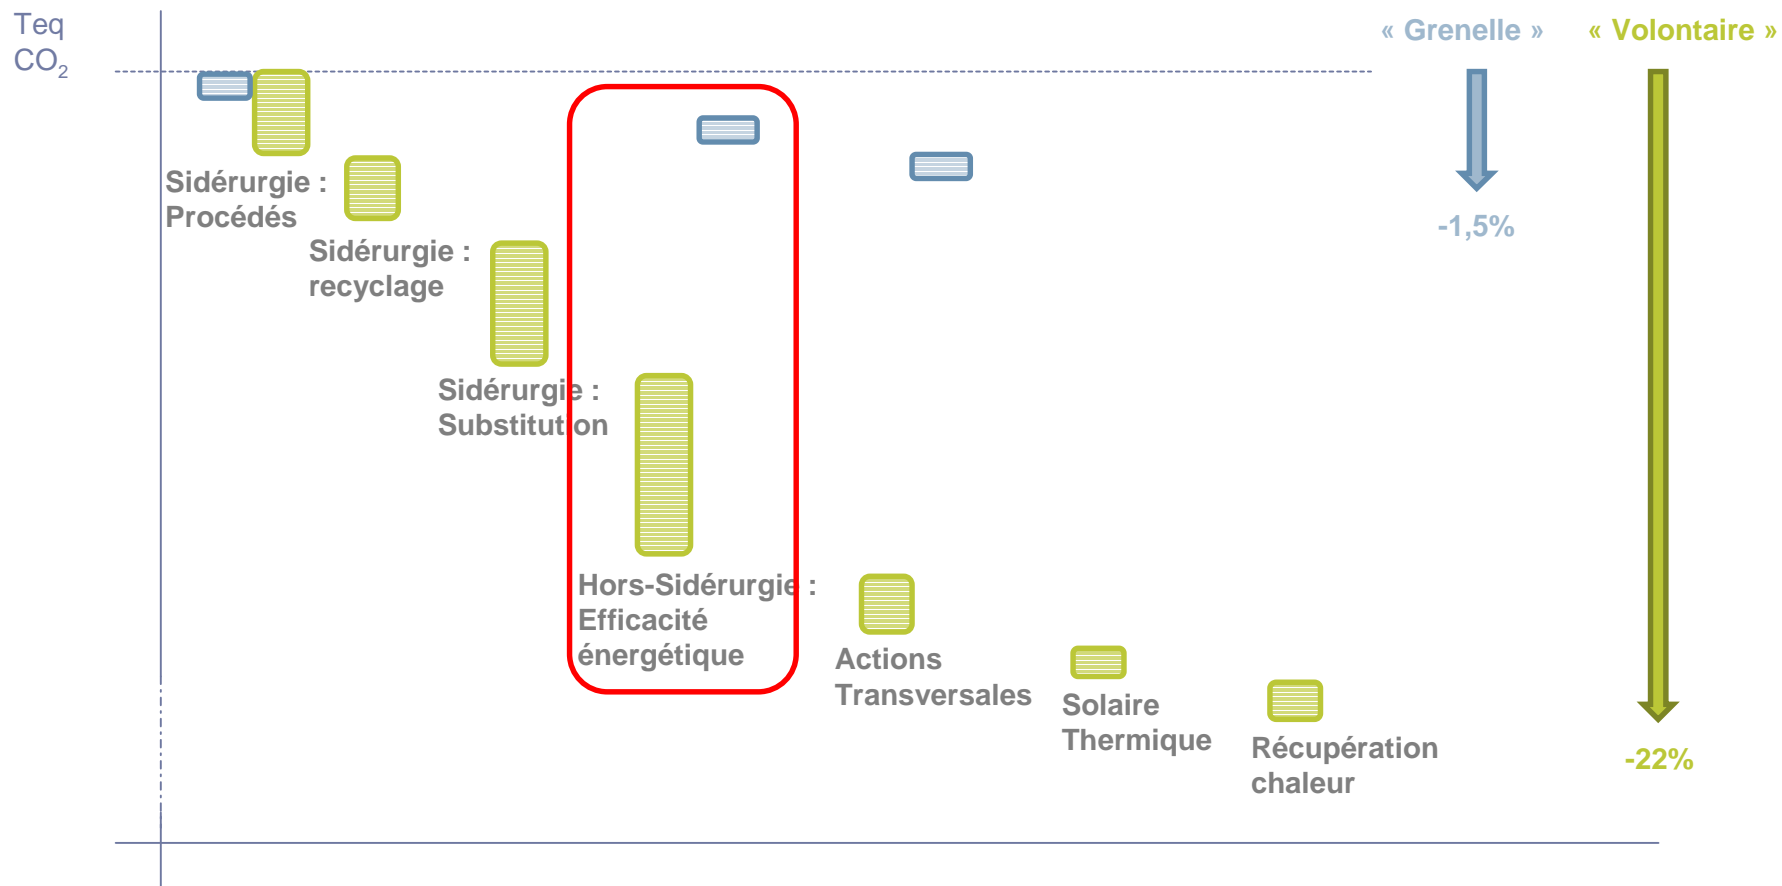 Teq
CO₂
« Grenelle »
« Volontaire »
Sidérurgie :
Procédés
Sidérurgie :
recyclage
Sidérurgie :
Substitution
Hors-Sidérurgie :
Efficacité
énergétique
Actions
Transversales
Solaire
Thermique
Récupération
chaleur
-1,5%
-22%